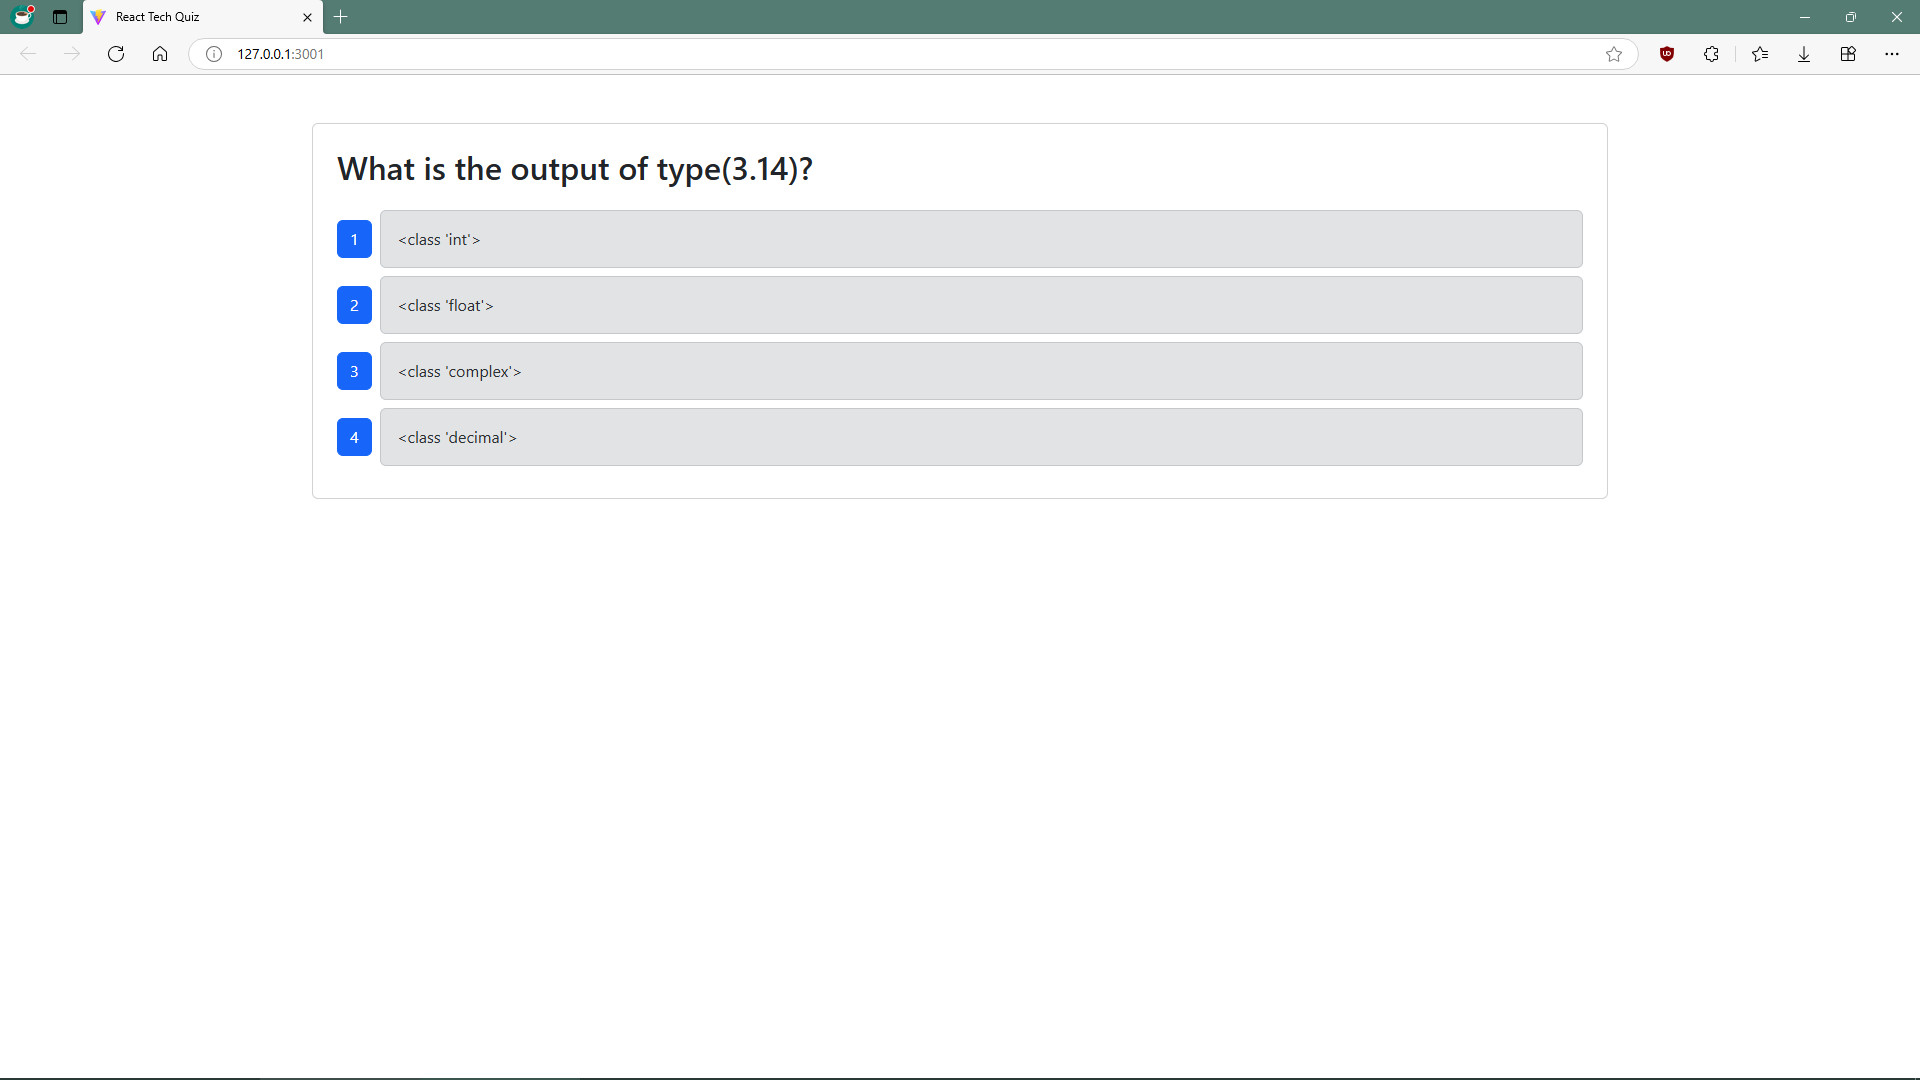 React Tech Quiz
127.0.0.1:3001
What is the output of type(3.14)?
1 <class 'int'>
2 <class 'float'>
3 <class 'complex'>
4 <class 'decimal'>